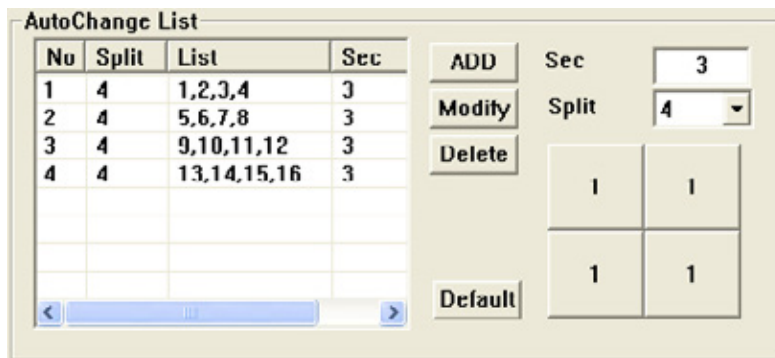 AutoChange List
No Split List Sec
1 4 1,2,3,4 3
2 4 5,6,7,8 3
3 4 9,10,11,12 3
4 4 13,14,15,16 3
ADD
Modify
Delete
Default
Sec 3
Split 4
1 1
1 1